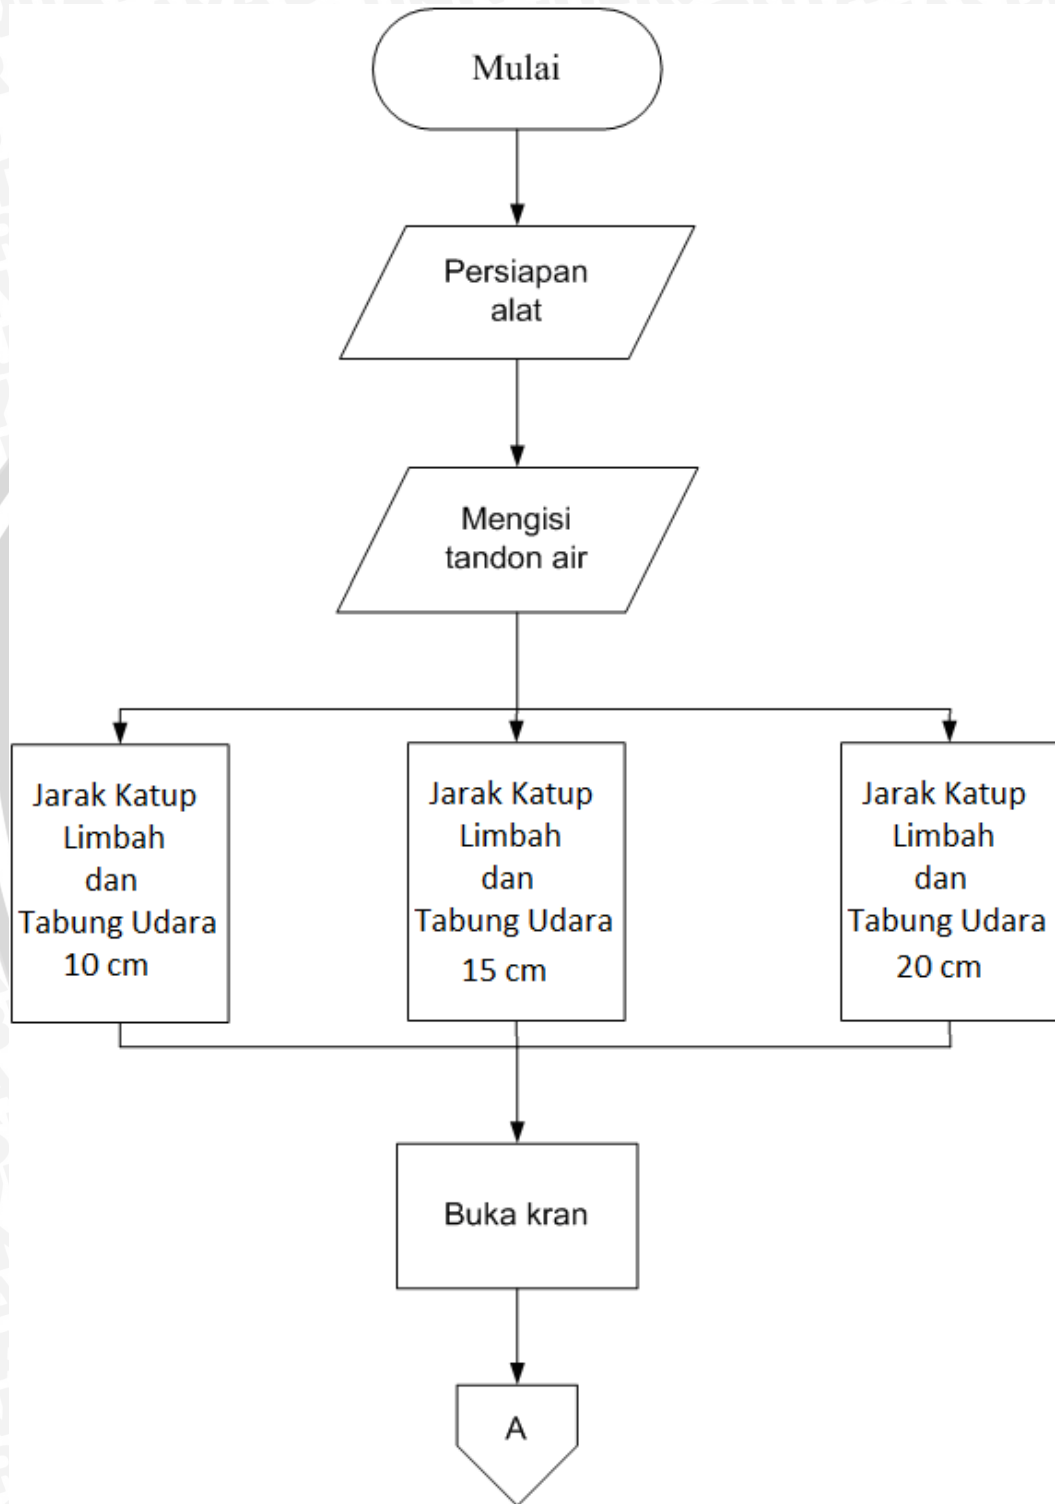 Mulai
Persiapan
alat
Mengisi
tandon air
Jarak Katup
Limbah
dan
Tabung Udara
10 cm
Jarak Katup
Limbah
dan
Tabung Udara
15 cm
Jarak Katup
Limbah
dan
Tabung Udara
20 cm
Buka kran
A